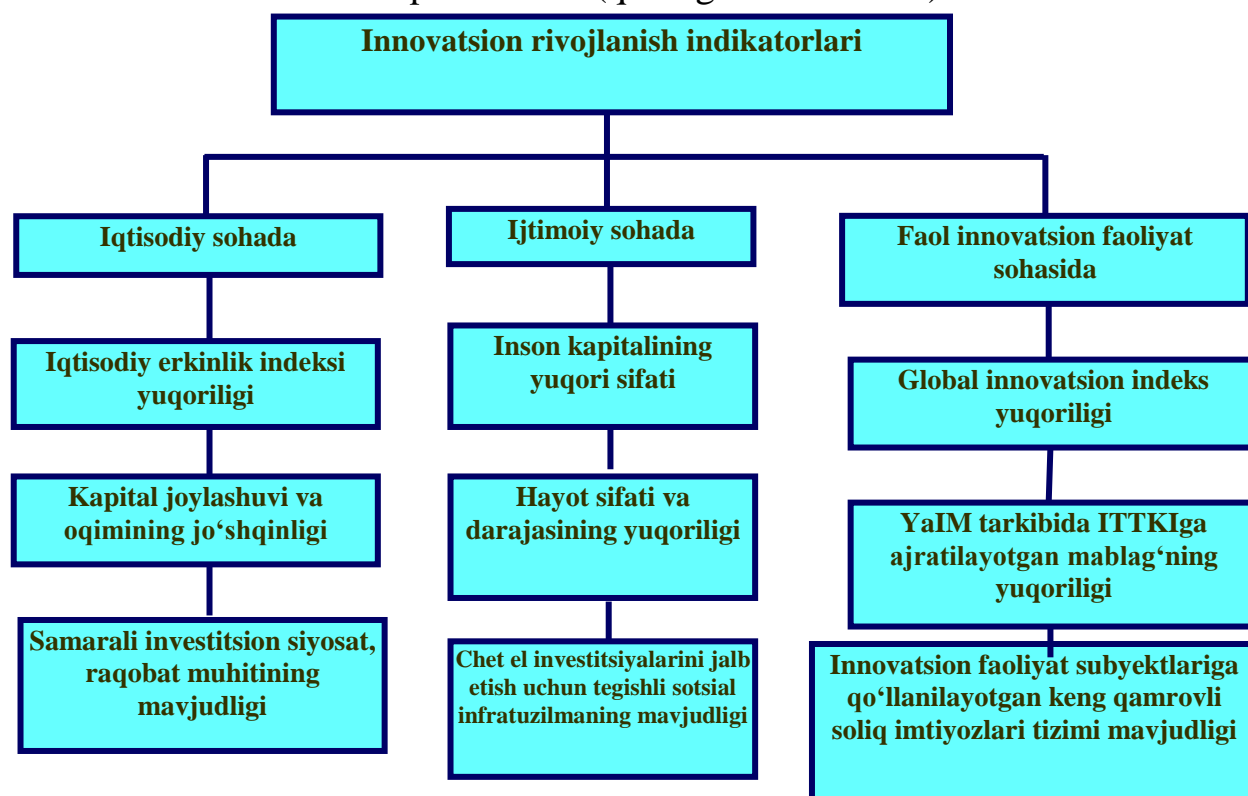 Innovatsion rivojlanish indikatorlari
Iqtisodiy sohada
Iqtisodiy erkinlik indeksi
yuqoriligi
Kapital joylashuvi va
oqimining jo‘shqinligi
Samarali investitsion siyosat,
raqobat muhitining
mavjudligi
Ijtimoiy sohada
Inson kapitalining
yuqori sifati
Hayot sifati va
darajasining yuqoriligi
Chet el investitsiyalarini jalb
etish uchun tegishli sotsial
infratuzilmaning mavjudligi
Faol innovatsion faoliyat
sohasida
Global innovatsion indeks
yuqoriligi
YaIM tarkibida ITTKIga
ajratilayotgan mablag‘ning
yuqoriligi
Innovatsion faoliyat subyektlariga
qo‘llanilayotgan keng qamrovli
soliq imtiyozlari tizimi mavjudligi